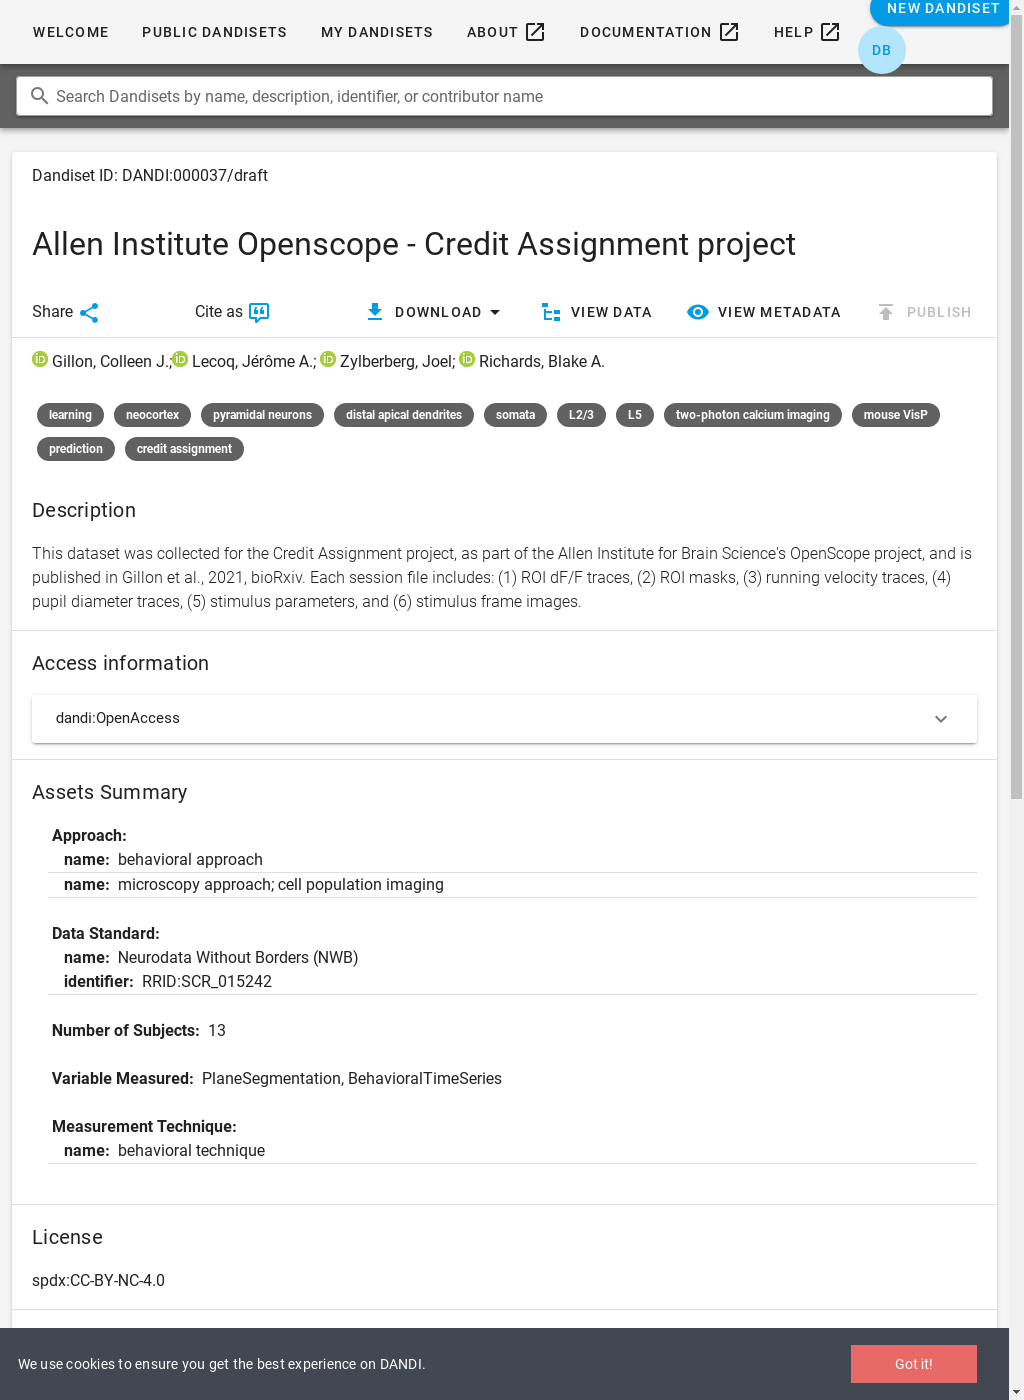 WELCOME PUBLIC DANDISETS MY DANDISETS ABOUT DOCUMENTATION HELP NEW DANDISET
DB
Search Dandisets by name, description, identifier, or contributor name
Dandiset ID: DANDI:000037/draft
Allen Institute Openscope - Credit Assignment project
Share Cite as DOWNLOAD VIEW DATA VIEW METADATA PUBLISH
iD Gillon, Colleen J.; iD Lecoq, Jérôme A.; iD Zylberberg, Joel; iD Richards, Blake A.
learning neocortex pyramidal neurons distal apical dendrites somata L2/3 L5 two-photon calcium imaging mouse VisP
prediction credit assignment
Description
This dataset was collected for the Credit Assignment project, as part of the Allen Institute for Brain Science's OpenScope project, and is
published in Gillon et al., 2021, bioRxiv. Each session file includes: (1) ROI dF/F traces, (2) ROI masks, (3) running velocity traces, (4)
pupil diameter traces, (5) stimulus parameters, and (6) stimulus frame images.
Access information
dandi:OpenAccess
Assets Summary
Approach:
name: behavioral approach
name: microscopy approach; cell population imaging
Data Standard:
name: Neurodata Without Borders (NWB)
identifier: RRID:SCR_015242
Number of Subjects: 13
Variable Measured: PlaneSegmentation, BehavioralTimeSeries
Measurement Technique:
name: behavioral technique
License
spdx:CC-BY-NC-4.0
We use cookies to ensure you get the best experience on DANDI. Got it!